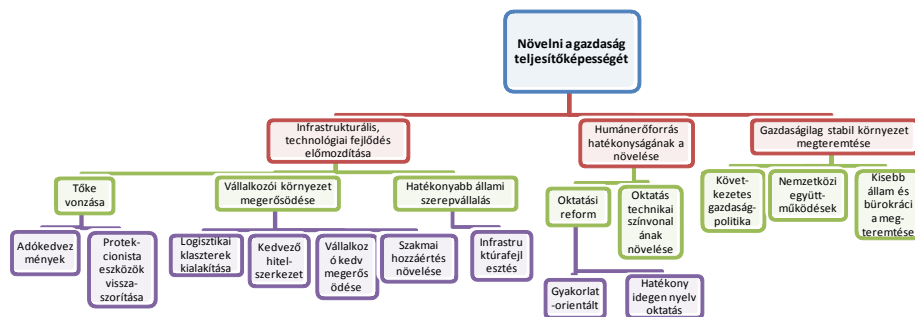 Növelni a gazdaság
teljesítőképességét
Infrastrukturális,
technológiai fejlődés
előmozdítása
Humánerőforrás
hatékonyságának a
növelése
Gazdaságilag stabil környezet
megteremtése
Tőke
vonzása
Vállalkozói környezet
megerősödése
Hatékonyabb állami
szerepvállalás
Oktatási
reform
Oktatás
technikai
színvonal
ának
növelése
Követ-
kezetes
gazdaság-
politika
Nemzetközi
együtt-
működések
Kisebb
állam és
bürokráci
a meg-
teremtése
Adókedvez
mények
Protek-
cionista
eszközök
vissza-
szorítása
Logisztikai
klaszterek
kialakítása
Kedvező
hitel-
szerkezet
Vállalkoz
ó kedv
megerős
ödése
Szakmai
hozzáértés
növelése
Infrastru
ktúrafejl
esztés
Gyakorlat
-orientált
Hatékony
idegen nyelv
oktatás